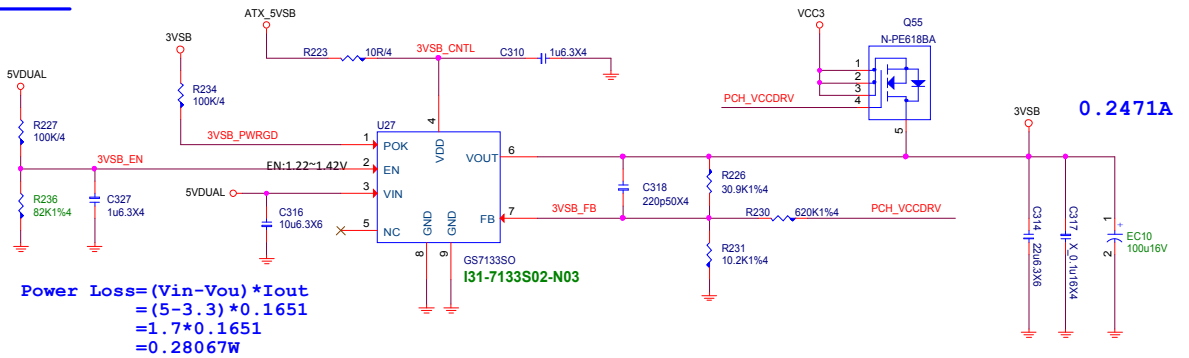 ATX_5VSB
VCC3
Q55
N-PE618BA
3VSB
R223
10R/4
3VSB_CNTL
C310
1u6.3X4
1
2
3
4
5
PCH_VCCDRV
5VDUAL
R234
100K/4
3VSB
0.2471A
R227
100K/4
3VSB_PWRGD
U27
4
1
POK
VDD
VOUT
6
3VSB_EN
EN:1.22~1.42V
2
EN
R236
82K1%4
C327
1u6.3X4
5VDUAL
3
VIN
C316
10u6.3X6
5
NC
GND
GND
FB
7
8
9
3VSB_FB
C318
220p50X4
R226
30.9K1%4
R230
620K1%4
PCH_VCCDRV
R231
10.2K1%4
C314
22u6.3X6
C317
X_0.1u16X4
1
+
2
EC10
100u16V
GS7133SO
I31-7133S02-N03
Power Loss=(Vin-Vou)*Iout
=(5-3.3)*0.1651
=1.7*0.1651
=0.28067W